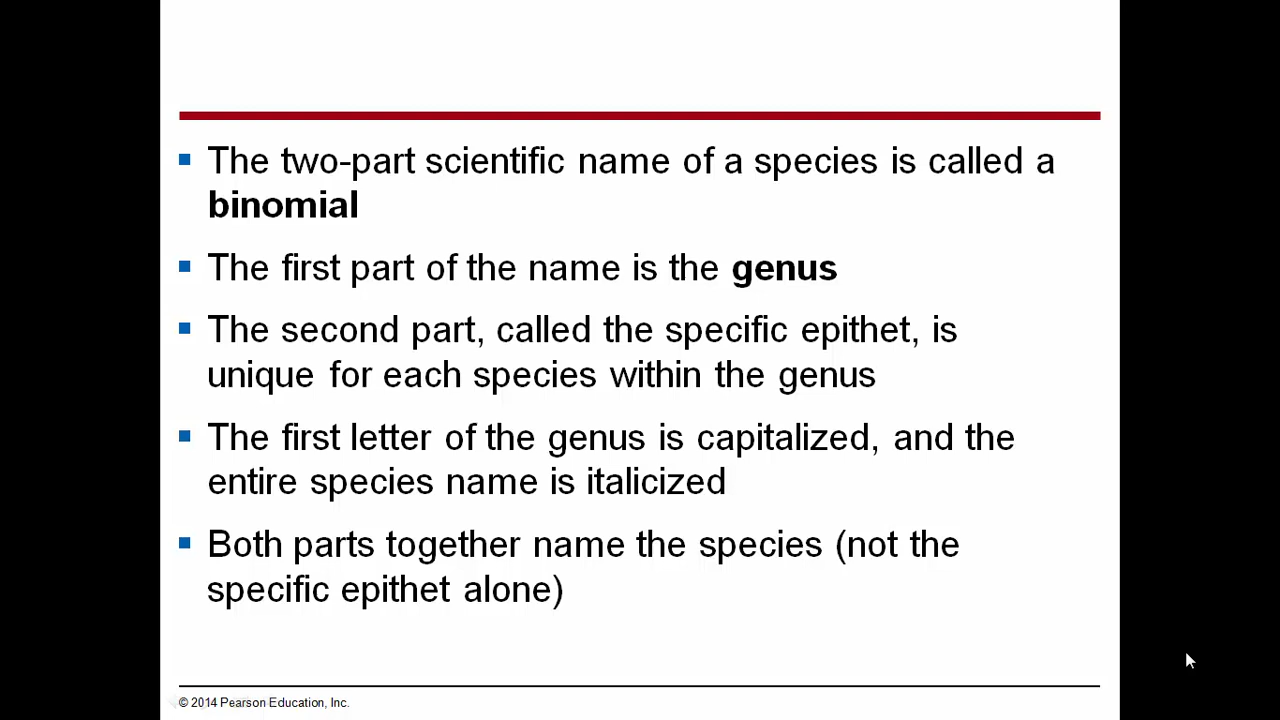 The two-part scientific name of a species is called a
binomial
The first part of the name is the genus
The second part, called the specific epithet, is
unique for each species within the genus
The first letter of the genus is capitalized, and the
entire species name is italicized
Both parts together name the species (not the
specific epithet alone)
© 2014 Pearson Education, Inc.